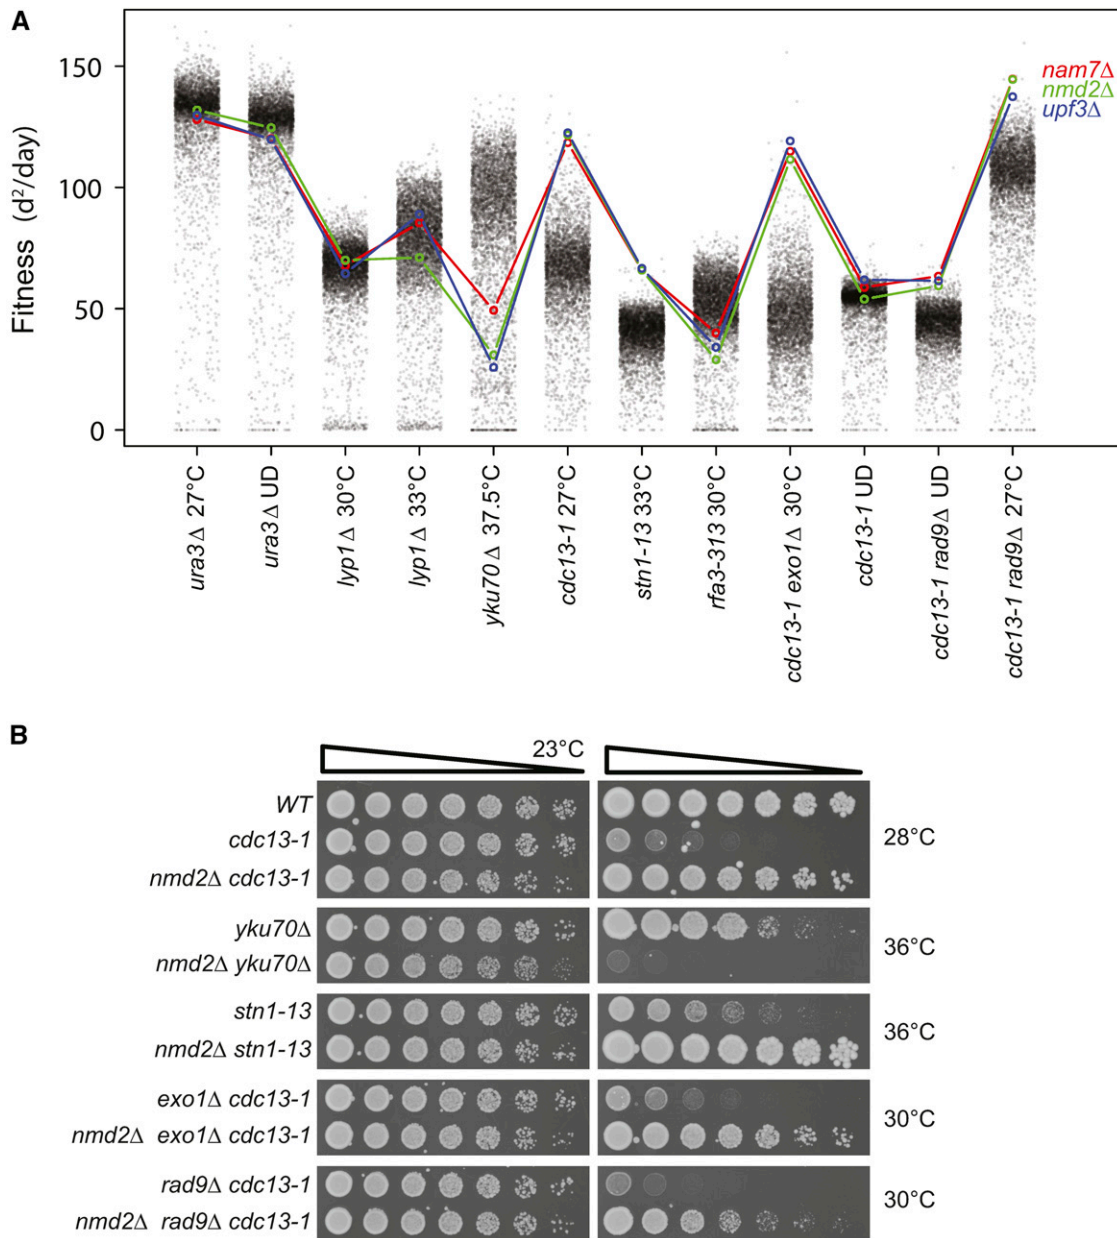 A
Fitness (d²/day)
150
100
50
0
nam7Δ
nmd2Δ
upf3Δ
ura3Δ 27°C
ura3Δ UD
lyp1Δ 30°C
lyp1Δ 33°C
yku70Δ 37.5°C
cdc13-1 27°C
stn1-13 33°C
rfa3-313 30°C
cdc13-1 exo1Δ 30°C
cdc13-1 UD
cdc13-1 rad9Δ UD
cdc13-1 rad9Δ 27°C
B
23°C
WT
cdc13-1
nmd2Δ cdc13-1
28°C
yku70Δ
nmd2Δ yku70Δ
36°C
stn1-13
nmd2Δ stn1-13
36°C
exo1Δ cdc13-1
nmd2Δ exo1Δ cdc13-1
30°C
rad9Δ cdc13-1
nmd2Δ rad9Δ cdc13-1
30°C